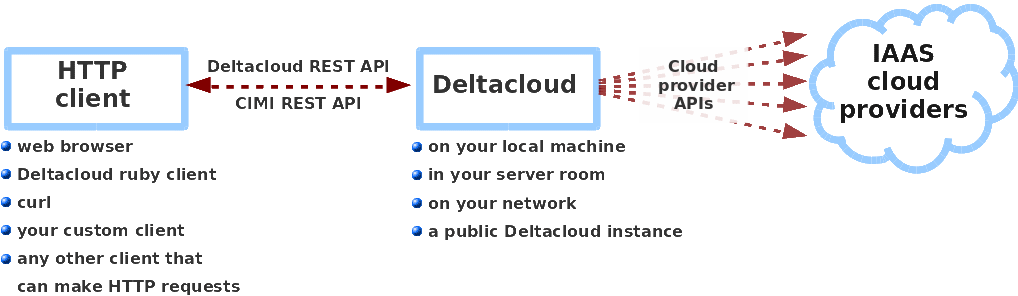 HTTP
client
Deltacloud REST API
CIMI REST API
Deltacloud
Cloud
provider
APIs
IAAS
cloud
providers
web browser
Deltacloud ruby client
curl
your custom client
any other client that
can make HTTP requests
on your local machine
in your server room
on your network
a public Deltacloud instance